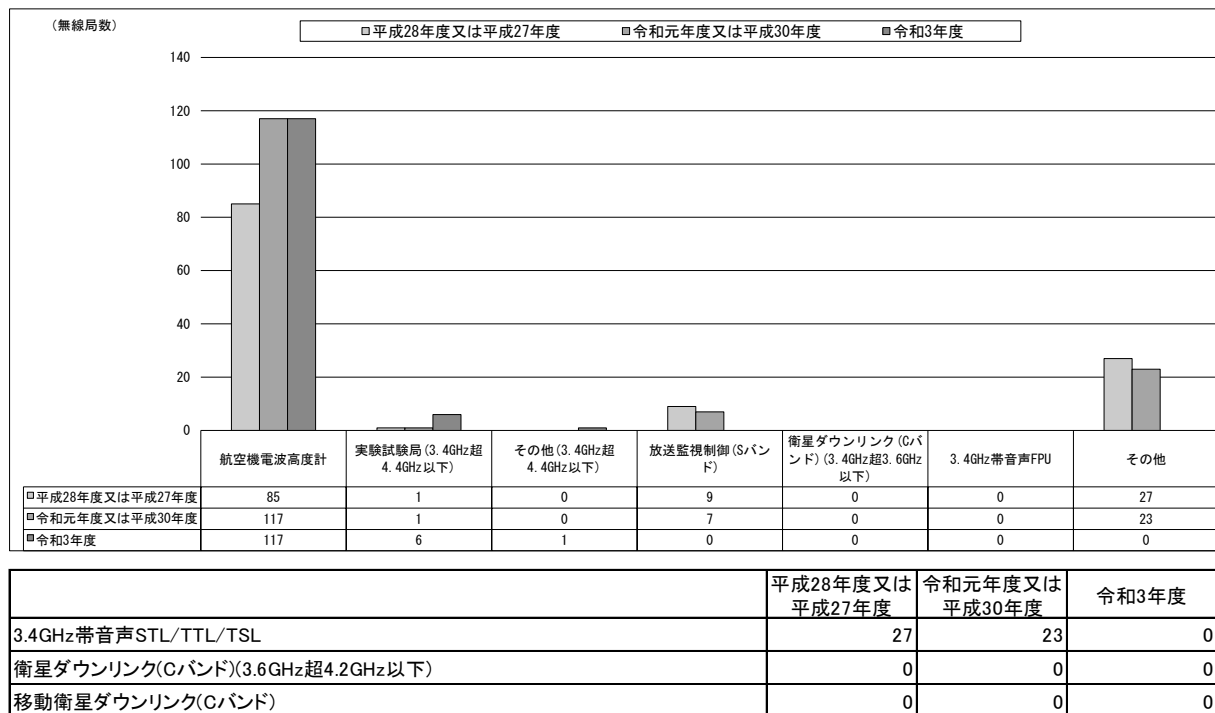 (無線局数)
□平成28年度又は平成27年度 ■令和元年度又は平成30年度 ■令和3年度
140
120
100
80
60
40
20
0
航空機電波高度計
実験試験局(3.4GHz超
4.4GHz以下)
その他(3.4GHz超
4.4GHz以下)
放送監視制御(Sバン
ド)
衛星ダウンリンク(Cバ
ンド)(3.4GHz超3.6GHz
以下)
3.4GHz帯音声FPU
その他
□平成28年度又は平成27年度 85 1 0 9 0 0 27
■令和元年度又は平成30年度 117 1 0 7 0 0 23
■令和3年度 117 6 1 0 0 0 0
平成28年度又は
平成27年度
令和元年度又は
平成30年度
令和3年度
3.4GHz帯音声STL/TTL/TSL 27 23 0
衛星ダウンリンク(Cバンド)(3.6GHz超4.2GHz以下) 0 0 0
移動衛星ダウンリンク(Cバンド) 0 0 0